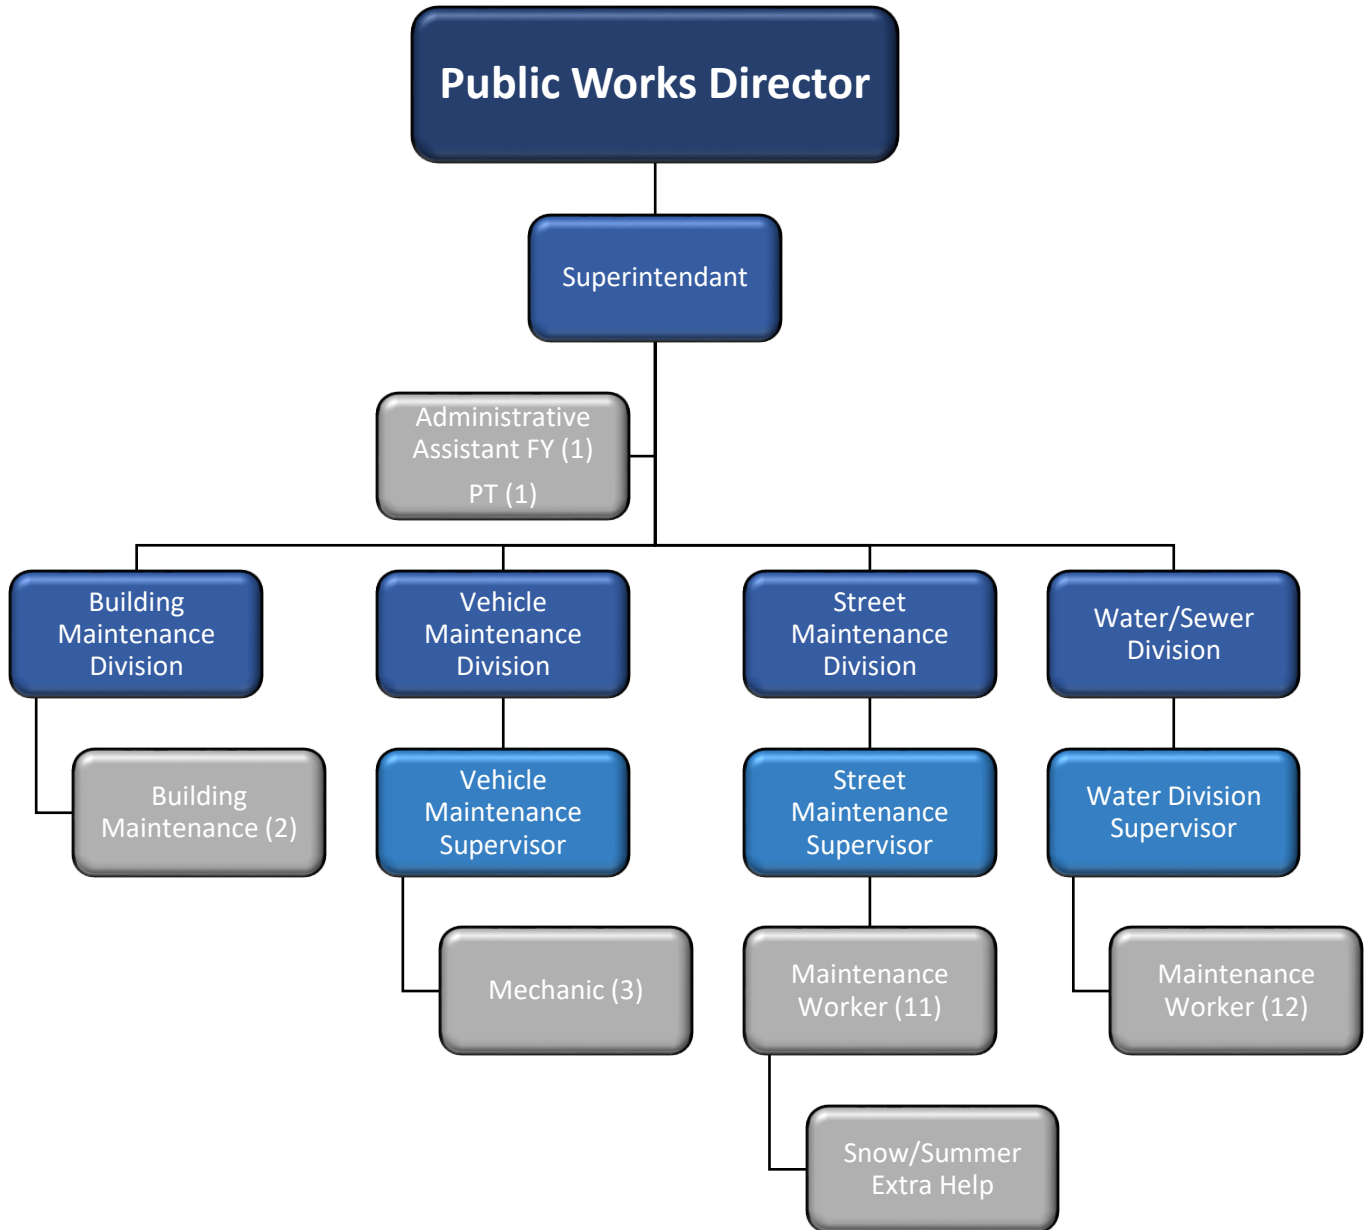 Public Works Director
Superintendant
Administrative
Assistant FY (1)
PT (1)
Building
Maintenance
Division
Vehicle
Maintenance
Division
Street
Maintenance
Division
Water/Sewer
Division
Building
Maintenance (2)
Vehicle
Maintenance
Supervisor
Street
Maintenance
Supervisor
Water Division
Supervisor
Mechanic (3)
Maintenance
Worker (11)
Maintenance
Worker (12)
Snow/Summer
Extra Help